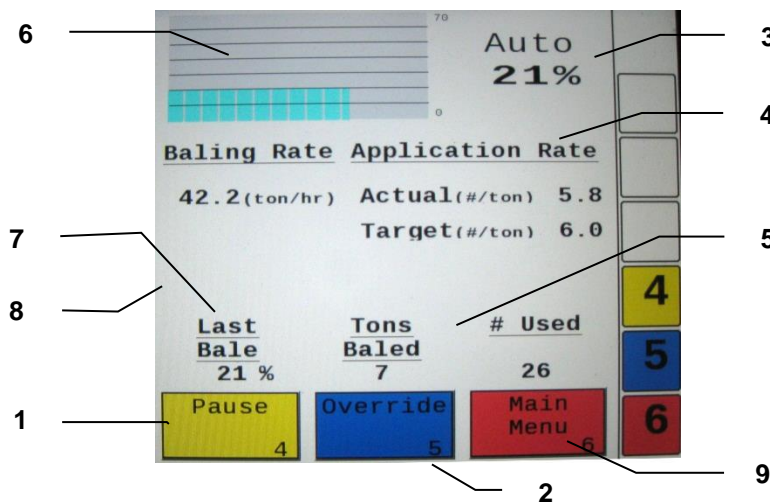 6
70
Auto
3
21%
0
4
Baling Rate Application Rate
42.2(ton/hr) Actual(#/ton) 5.8
Target(#/ton) 6.0
7
5
8
Last Bale
Tons Baled
# Used
21 %
7
26
1
Pause
4
Override
5
Main Menu
6
4
5
6
2
9